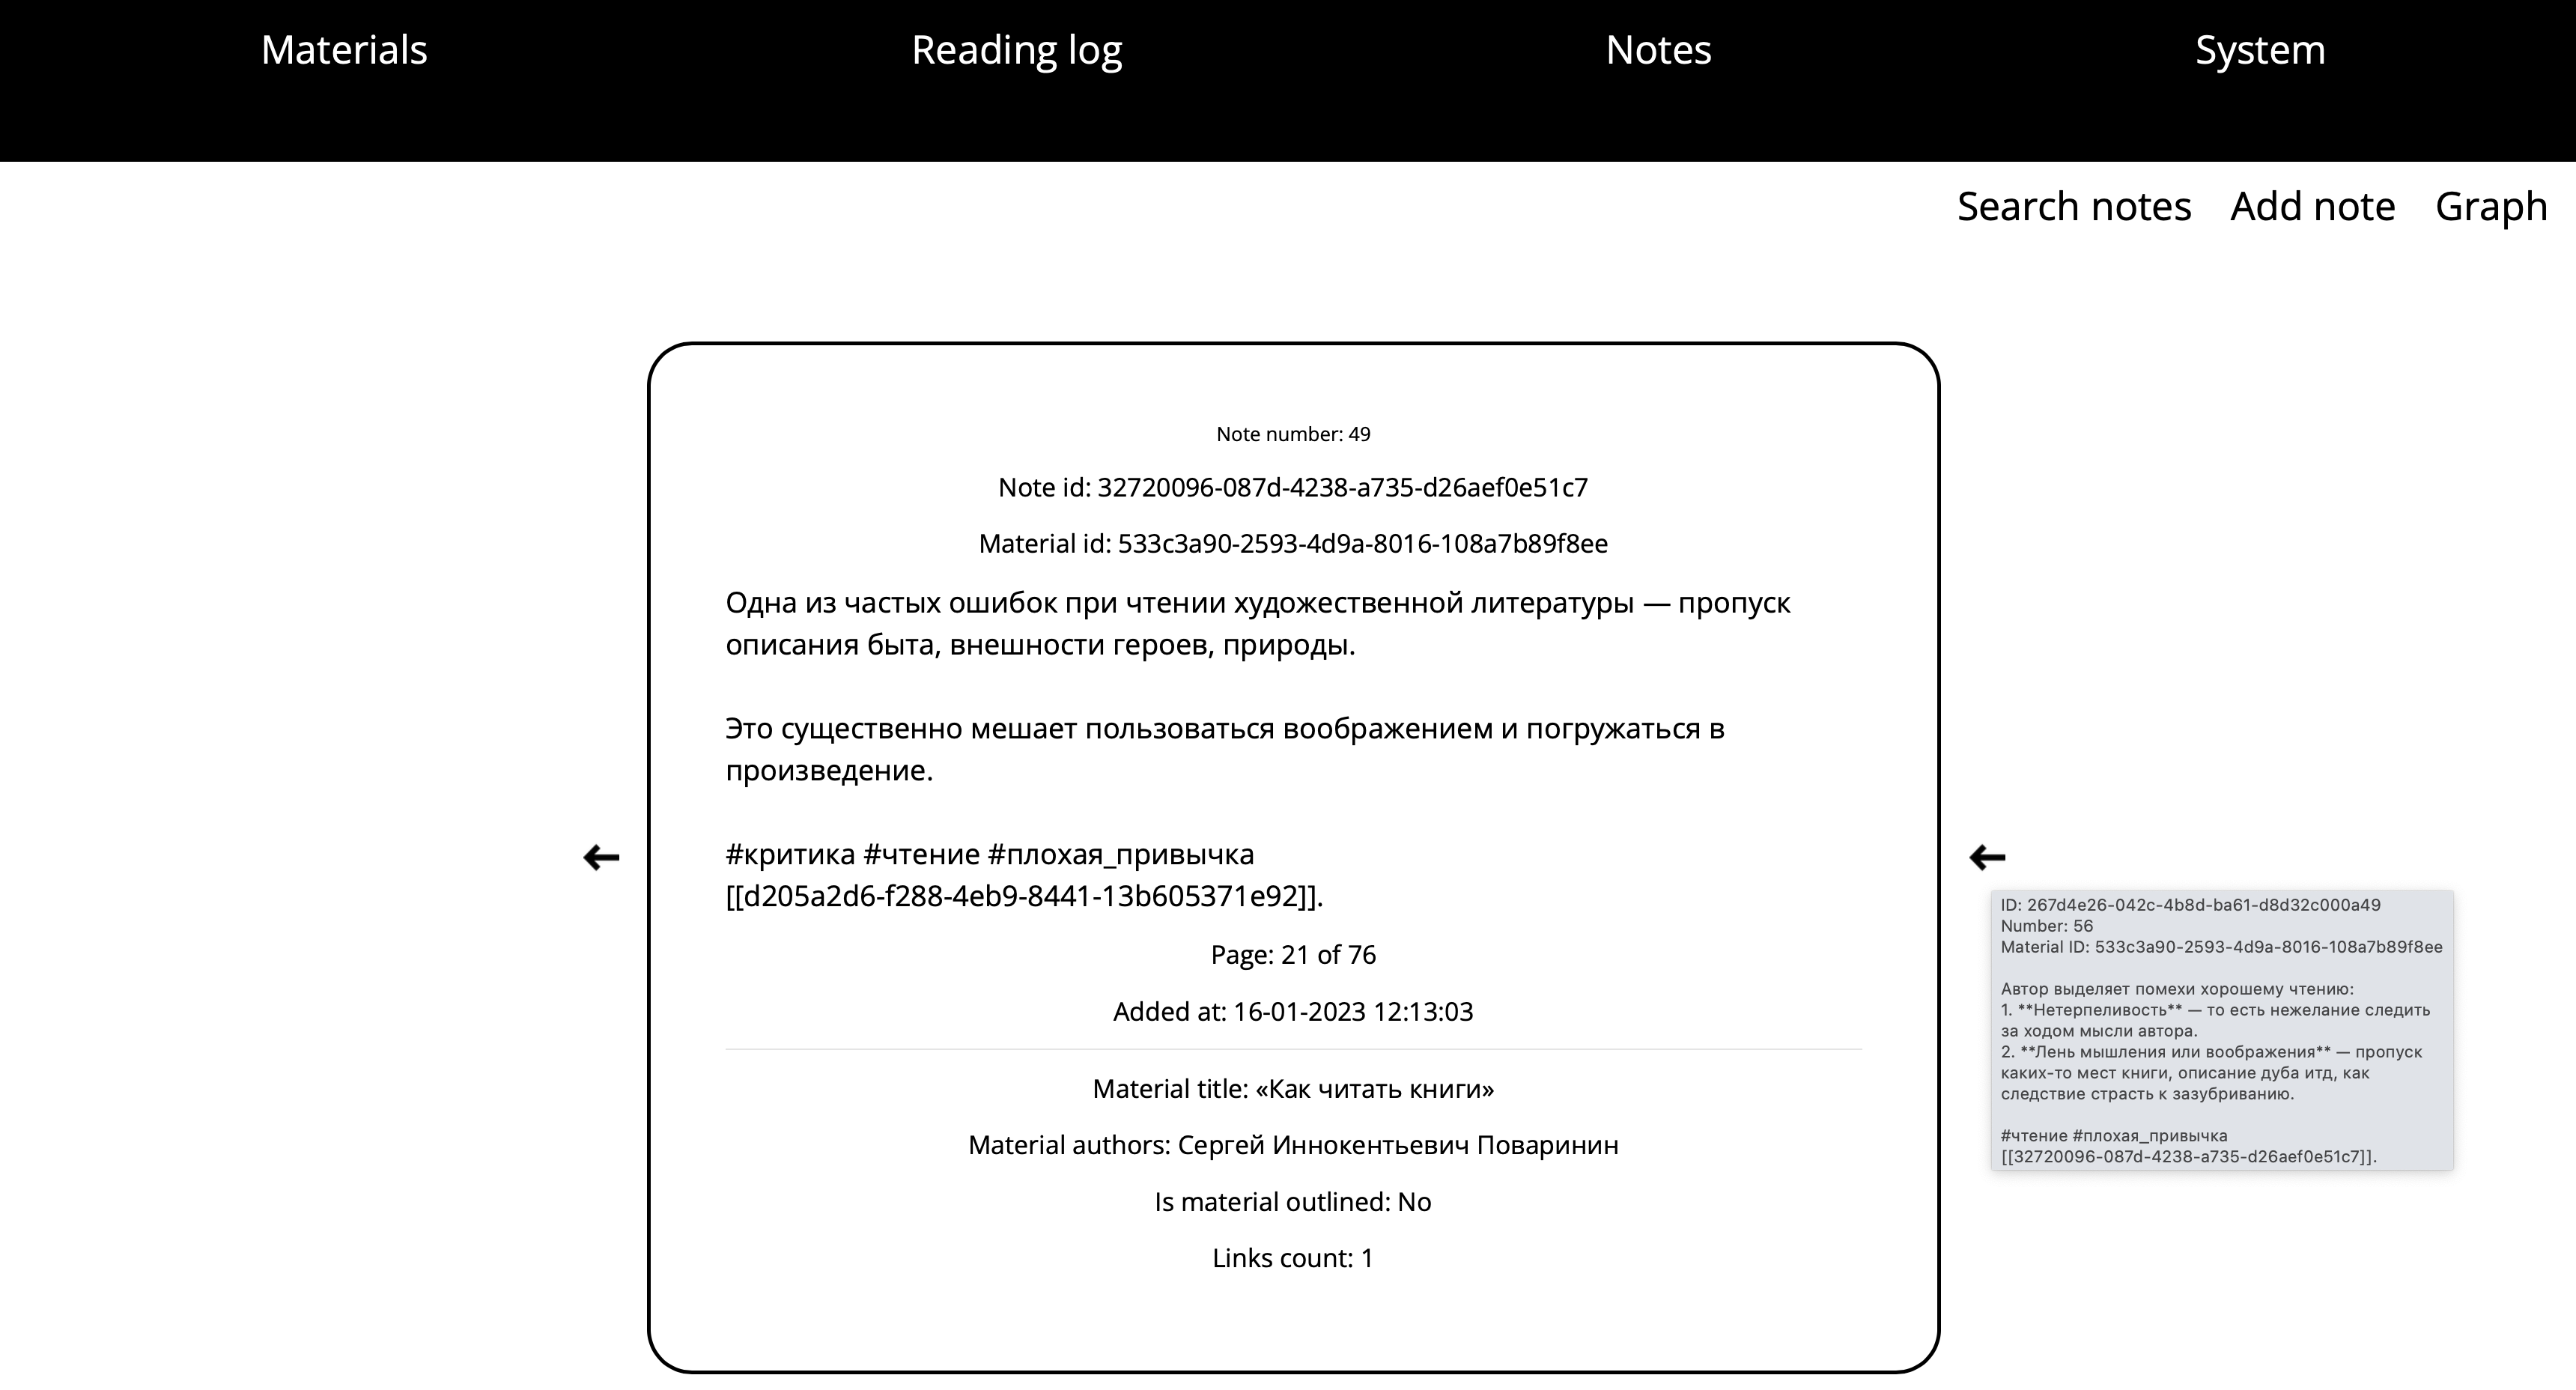 Materials
Reading log
Notes
System
Search notes
Add note
Graph
Note number: 49
Note id: 32720096-087d-4238-a735-d26aef0e51c7
Material id: 533c3a90-2593-4d9a-8016-108a7b89f8ee
Одна из частых ошибок при чтении художественной литературы — пропуск
описания быта, внешности героев, природы.
Это существенно мешает пользоваться воображением и погружаться в
произведение.
#критика #чтение #плохая_привычка
[[d205a2d6-f288-4eb9-8441-13b605371e92]].
Page: 21 of 76
Added at: 16-01-2023 12:13:03
Material title: «Как читать книги»
Material authors: Сергей Иннокентьевич Поваринин
Is material outlined: No
Links count: 1
ID: 267d4e26-042c-4b8d-ba61-d8d32c000a49
Number: 56
Material ID: 533c3a90-2593-4d9a-8016-108a7b89f8ee
Автор выделяет помехи хорошему чтению:
1. **Нетерпеливость** — то есть нежелание следить
за ходом мысли автора.
2. **Лень мышления или воображения** — пропуск
каких-то мест книги, описание дуба итд, как
следствие страсть к зазубриванию.
#чтение #плохая_привычка
[[32720096-087d-4238-a735-d26aef0e51c7]].